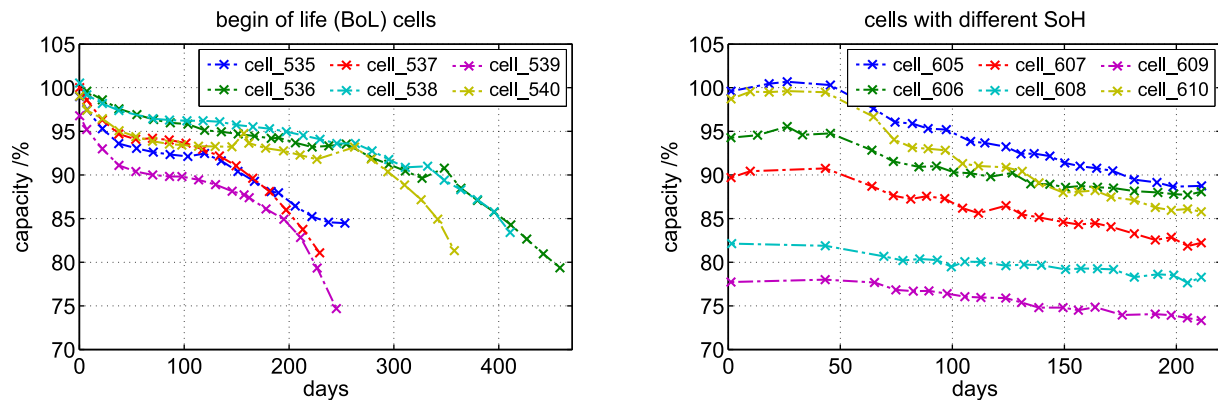 begin of life (BoL) cells
105
100
95
90
85
80
75
70
capacity /%
cell_535 cell_537 cell_539
cell_536 cell_538 cell_540
0 100 200 300 400
days
cells with different SoH
105
100
95
90
85
80
75
70
capacity /%
cell_605 cell_607 cell_609
cell_606 cell_608 cell_610
0 50 100 150 200
days